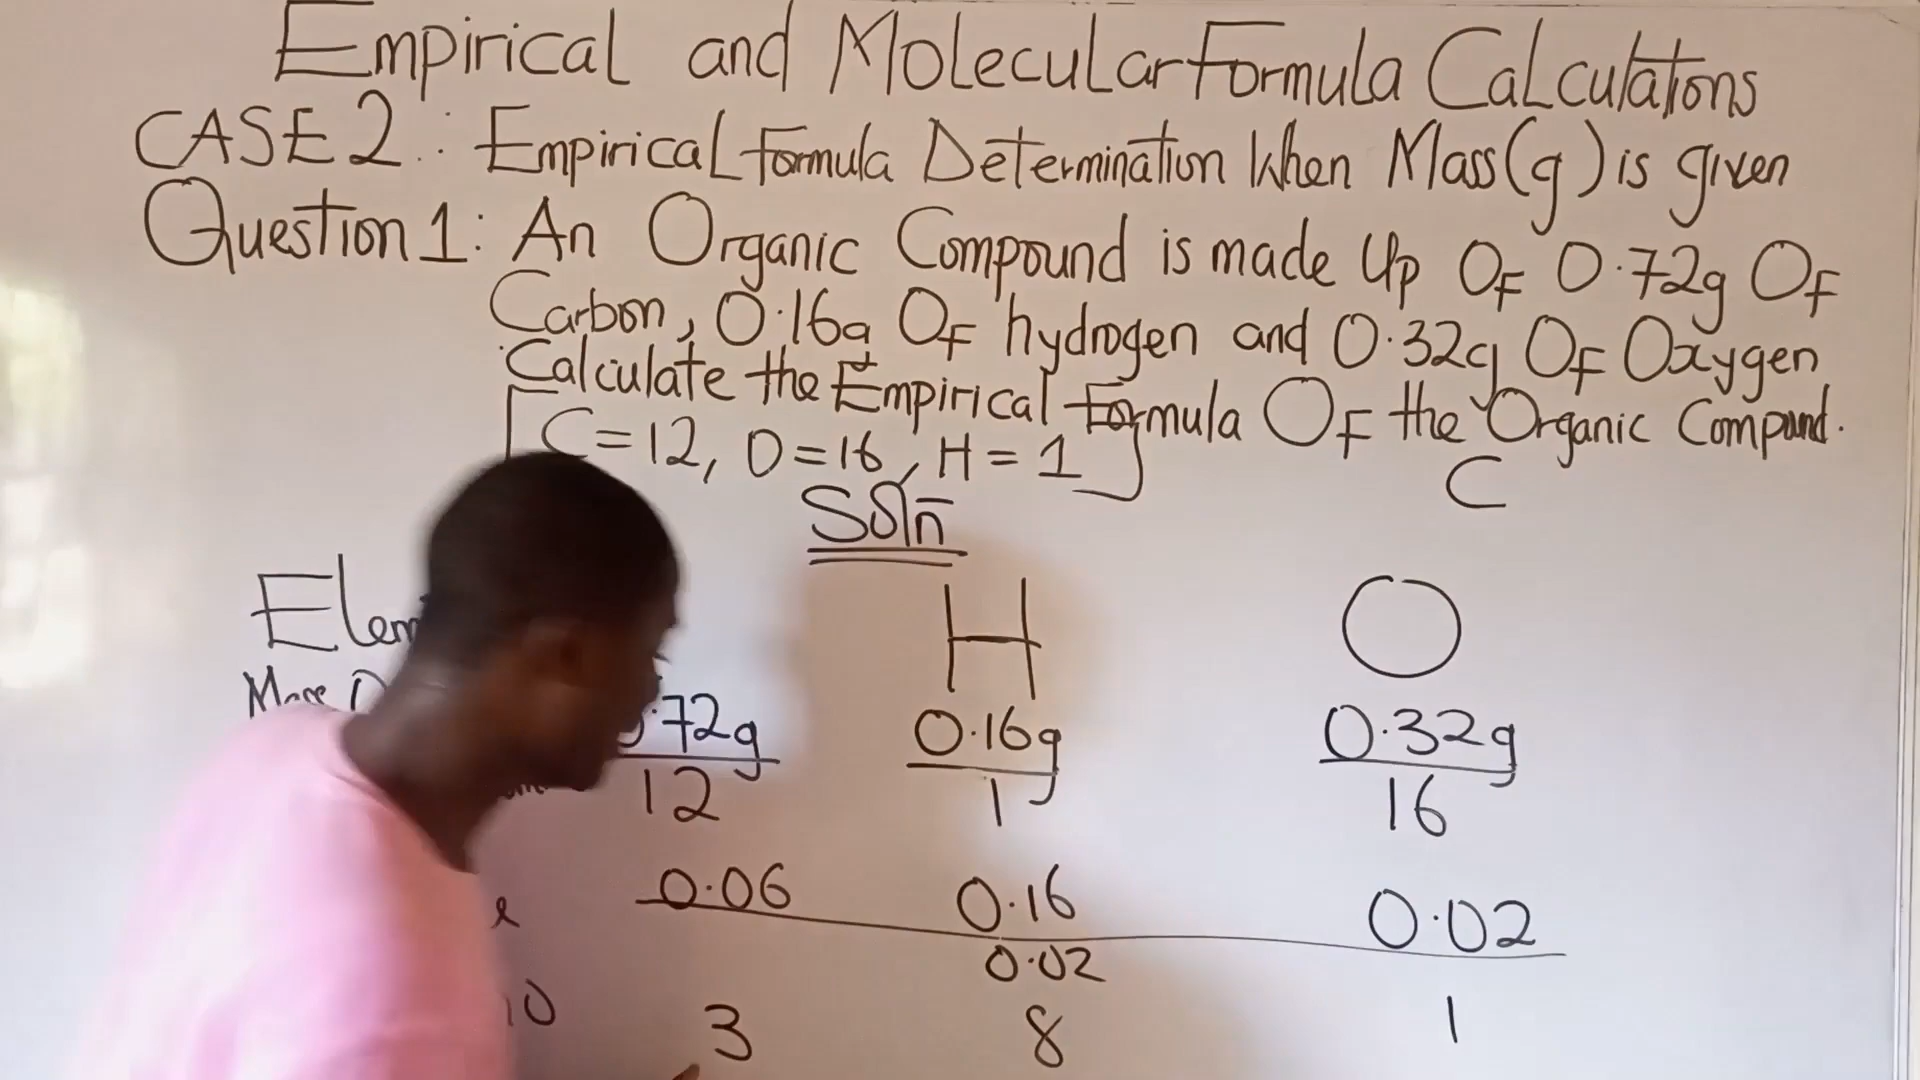 Empirical and Molecular Formula Calculations
CASE 2 : Empirical Formula Determination When Mass(g) is given
Question 1: An Organic Compound is made Up Of 0.72g Of
Carbon, 0.16g Of hydrogen and 0.32g Of Oxygen
Calculate the Empirical Formula Of the Organic Compound.
[C=12, O=16, H=1]
C
Soln
H O
.72g 0.16g 0.32g
12 1 16
0.06 0.16 0.02
0.02
3 8 1